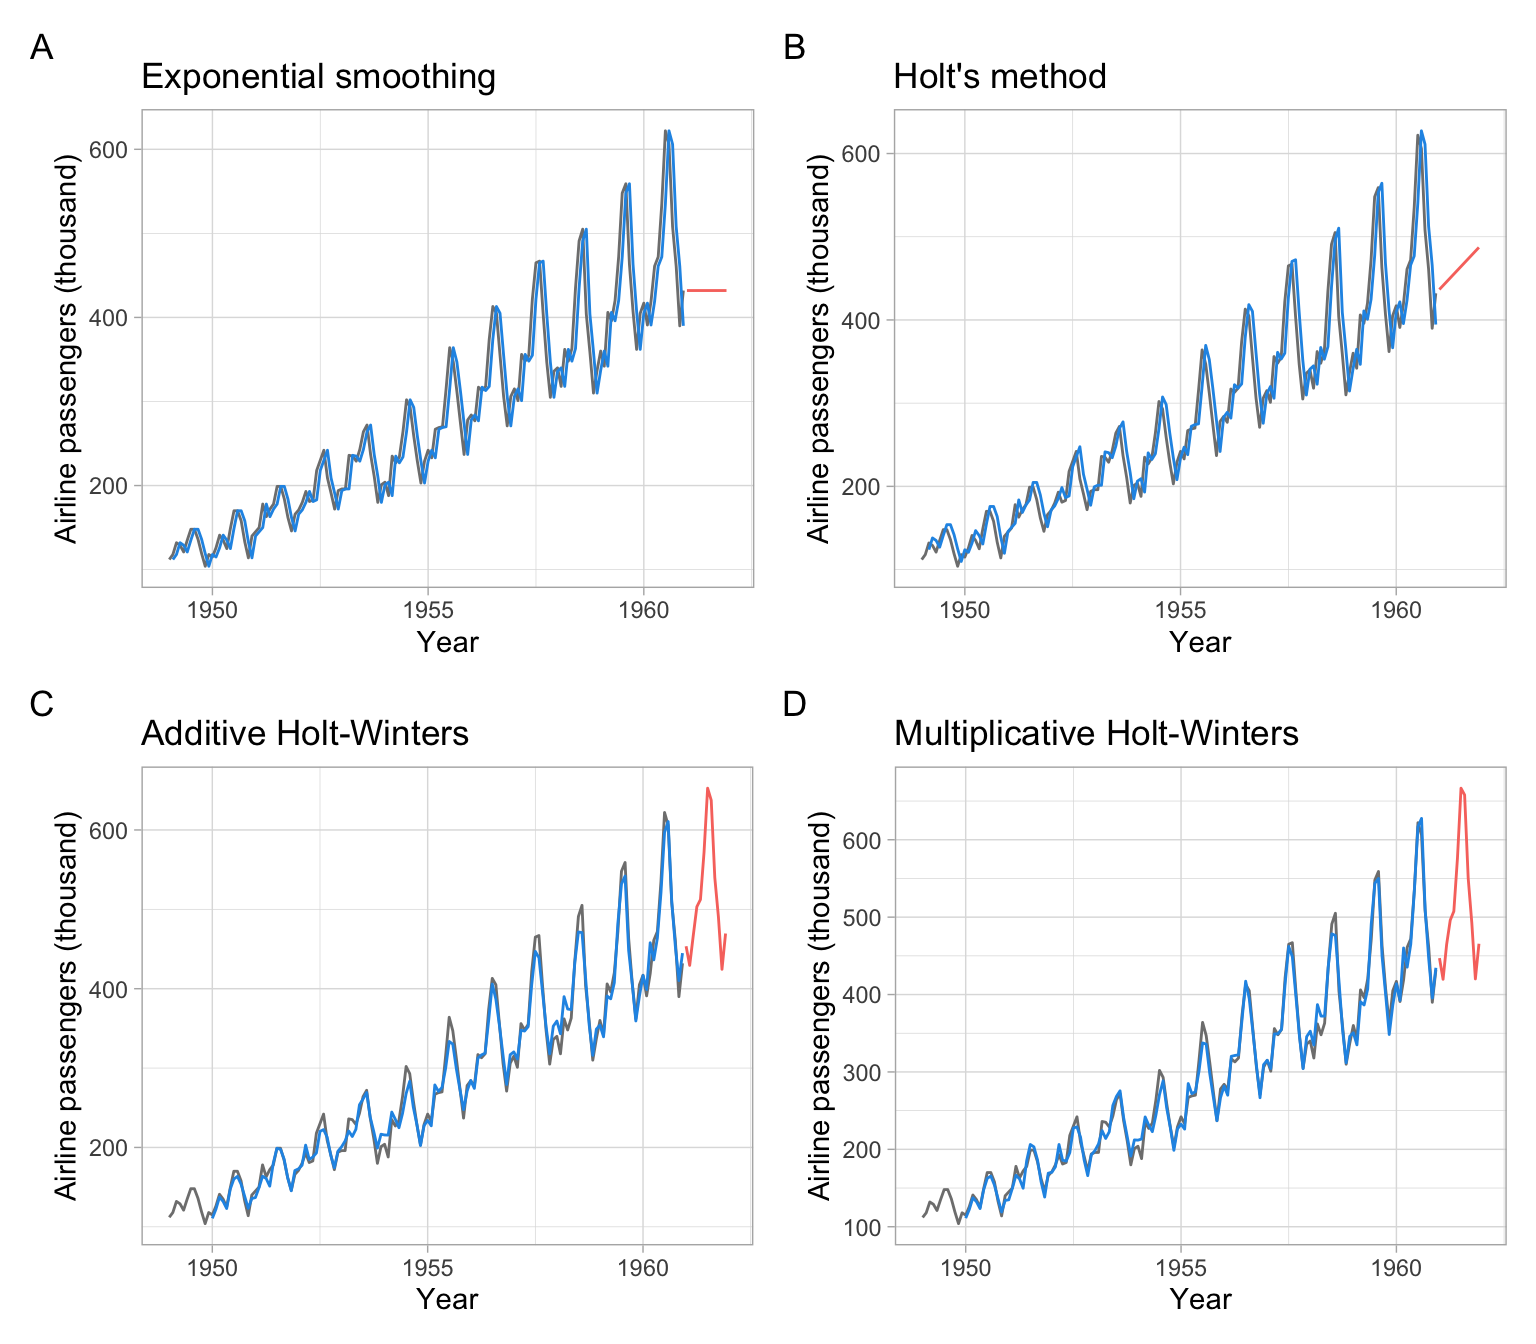 A
Exponential smoothing
Airline passengers (thousand)
600
400
200
1950 1955 1960
Year
B
Holt's method
Airline passengers (thousand)
600
400
200
1950 1955 1960
Year
C
Additive Holt-Winters
Airline passengers (thousand)
600
400
200
1950 1955 1960
Year
D
Multiplicative Holt-Winters
Airline passengers (thousand)
600
500
400
300
200
100
1950 1955 1960
Year